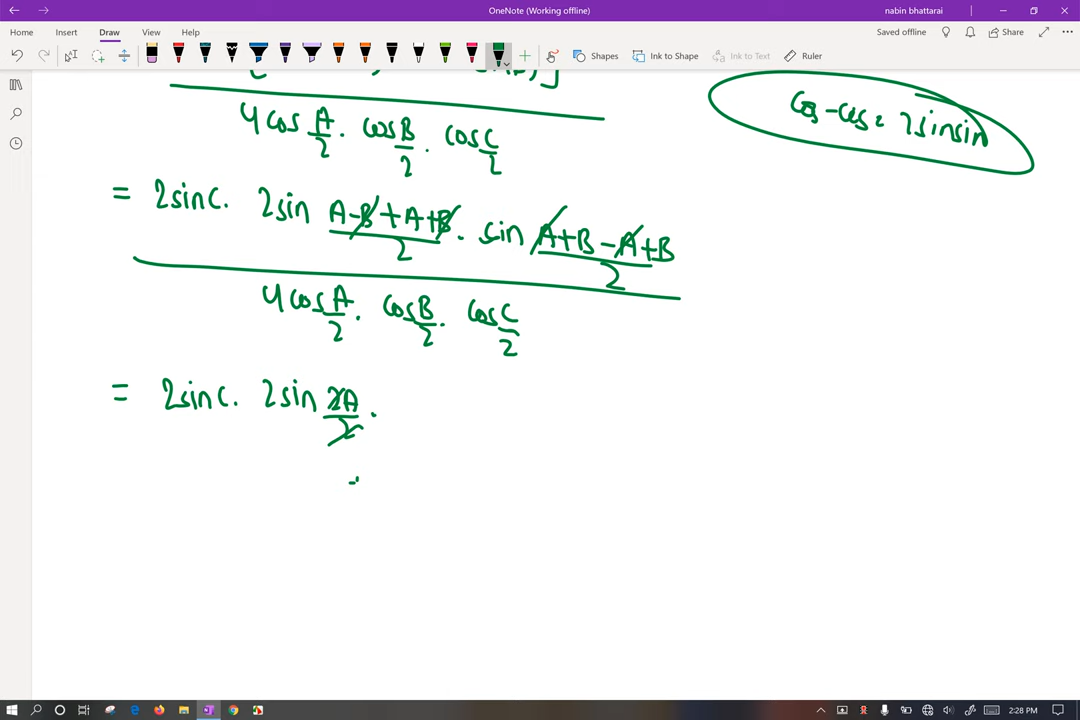 OneNote (Working offline)
nabin bhattarai
Home Insert Draw View Help
Saved offline
Share
Shapes
Ink to Shape
Ink to Text
Ruler
4cos A/2 . cos B/2 . cos C/2
cos - cos = 2 sin sin
= 2sinC. 2sin A-B+A+B/2 . sin A+B-A+B/2
4cos A/2 . cos B/2 . cos C/2
= 2sinC. 2sin 2A/2 .
2:28 PM